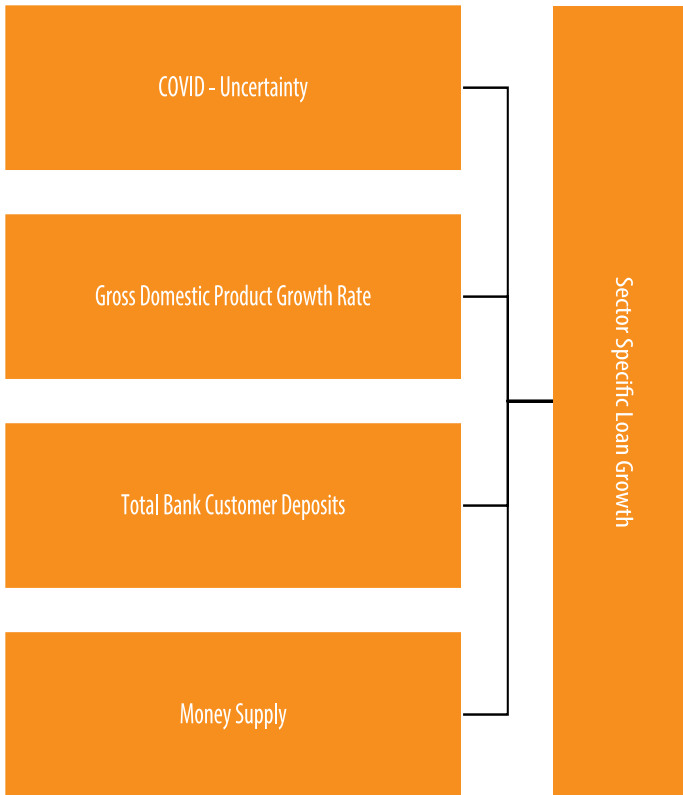 COVID - Uncertainty
Gross Domestic Product Growth Rate
Total Bank Customer Deposits
Money Supply
Sector Specific Loan Growth